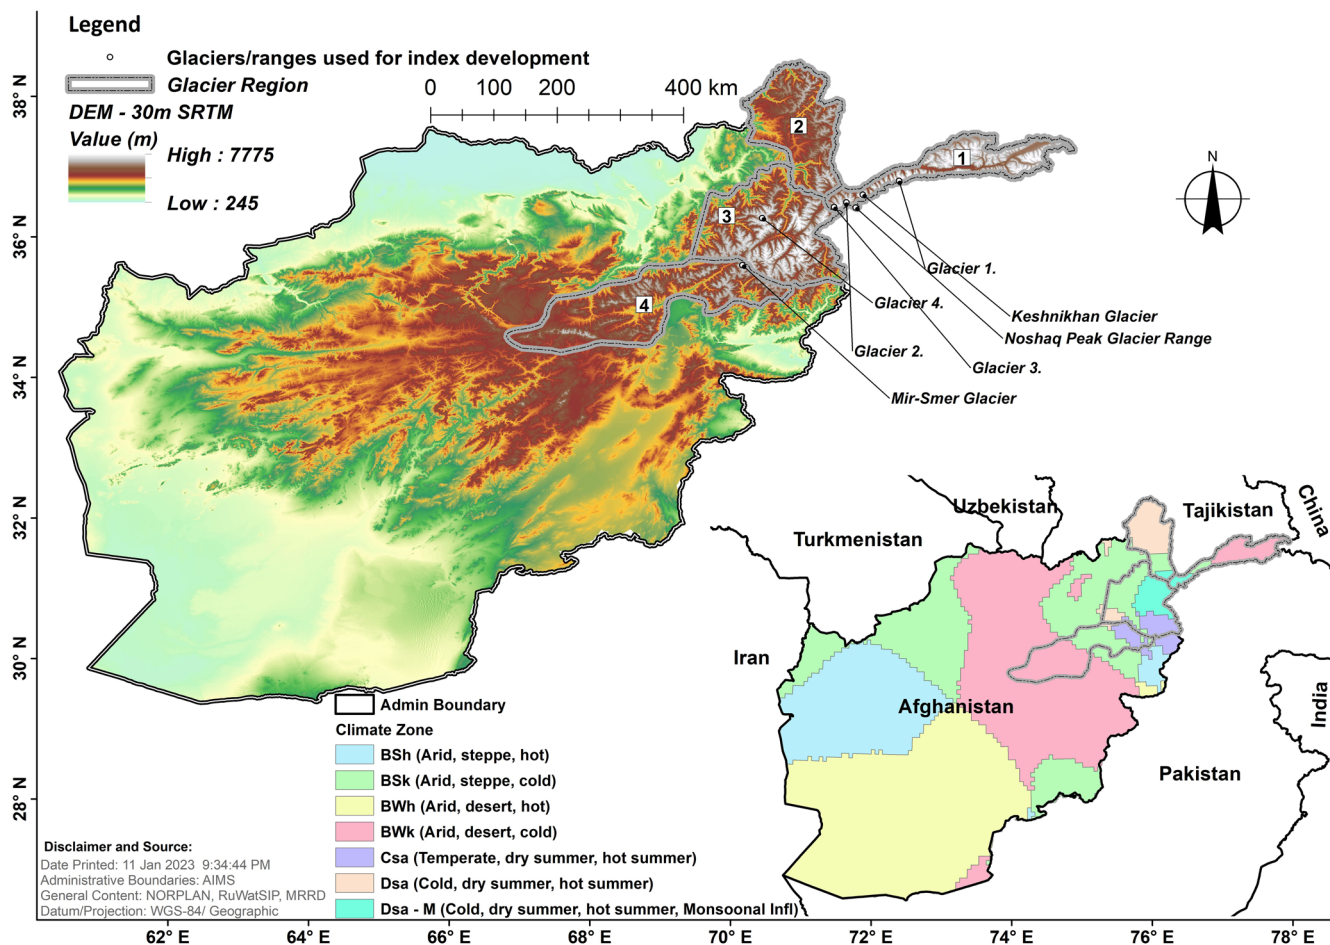 Legend
Glaciers/ranges used for index development
Glacier Region
DEM - 30m SRTM
Value (m)
High : 7775
Low : 245
0 100 200 400 km
N
38° N
36° N
34° N
32° N
30° N
28° N
1
2
3
4
Glacier 1.
Glacier 4.
Keshnikhan Glacier
Noshaq Peak Glacier Range
Glacier 2.
Glacier 3.
Mir-Smer Glacier
Uzbekistan
Tajikistan
China
Turkmenistan
Iran
Afghanistan
India
Pakistan
Admin Boundary
Climate Zone
BSh (Arid, steppe, hot)
BSk (Arid, steppe, cold)
BWh (Arid, desert, hot)
BWk (Arid, desert, cold)
Csa (Temperate, dry summer, hot summer)
Dsa (Cold, dry summer, hot summer)
Dsa - M (Cold, dry summer, hot summer, Monsoonal Infl)
Disclaimer and Source:
Date Printed: 11 Jan 2023 9:34:44 PM
Administrative Boundaries: AIMS
General Content: NORPLAN, RuWatSIP, MRRD
Datum/Projection: WGS-84/ Geographic
62° E 64° E 66° E 68° E 70° E 72° E 74° E 76° E 78° E